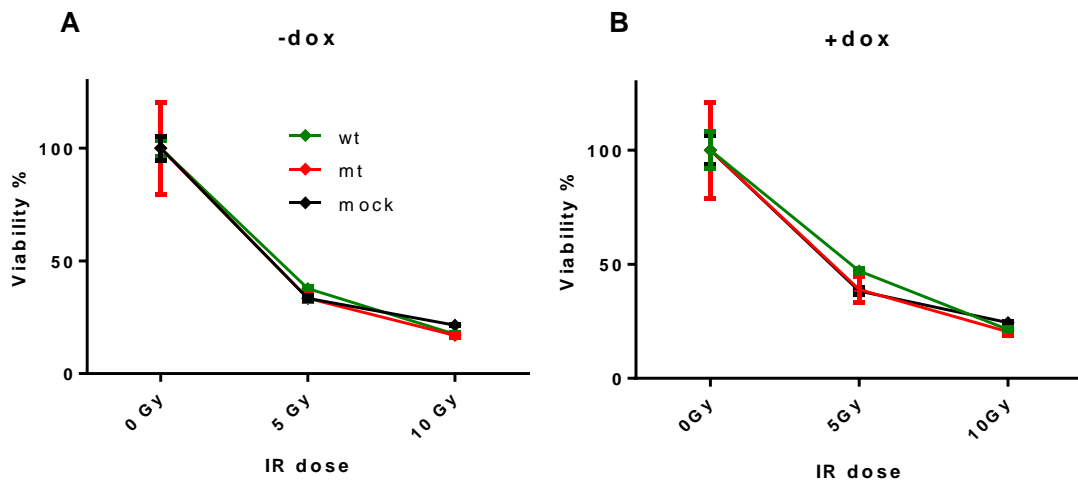 A
-dox
100
50
0
Viability %
wt
mt
mock
0 Gy
5 Gy
10 Gy
IR dose
B
+dox
100
50
0
Viability %
0Gy
5Gy
10Gy
IR dose